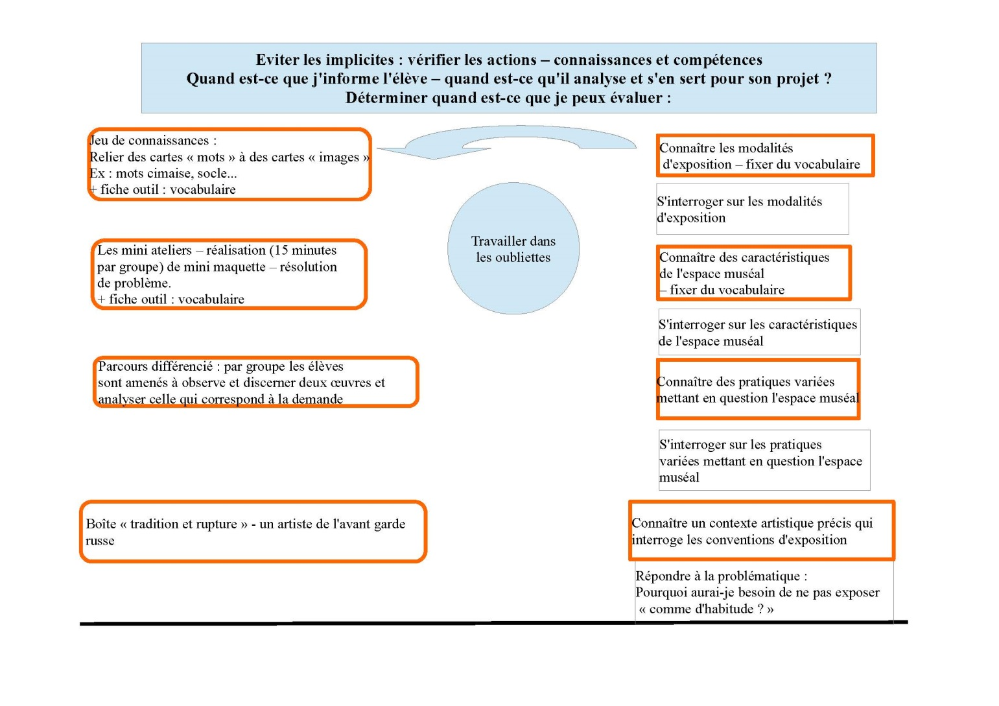 Eviter les implicites : vérifier les actions – connaissances et compétences
Quand est-ce que j'informe l'élève – quand est-ce qu'il analyse et s'en sert pour son projet ?
Déterminer quand est-ce que je peux évaluer :
Jeu de connaissances :
Relier des cartes « mots » à des cartes « images »
Ex : mots cimaise, socle...
+ fiche outil : vocabulaire
Les mini ateliers – réalisation (15 minutes
par groupe) de mini maquette – résolution
de problème.
+ fiche outil : vocabulaire
Parcours différencié : par groupe les élèves
sont amenés à observe et discerner deux œuvres et
analyser celle qui correspond à la demande
Boîte « tradition et rupture » - un artiste de l'avant garde
russe
Travailler dans
les oubliettes
Connaître les modalités
d'exposition – fixer du vocabulaire
S'interroger sur les modalités
d'exposition
Connaître des caractéristiques
de l'espace muséal
– fixer du vocabulaire
S'interroger sur les caractéristiques
de l'espace muséal
Connaître des pratiques variées
mettant en question l'espace muséal
S'interroger sur les pratiques
variées mettant en question l'espace
muséal
Connaître un contexte artistique précis qui
interroge les conventions d'exposition
Répondre à la problématique :
Pourquoi aurai-je besoin de ne pas exposer
« comme d'habitude ? »